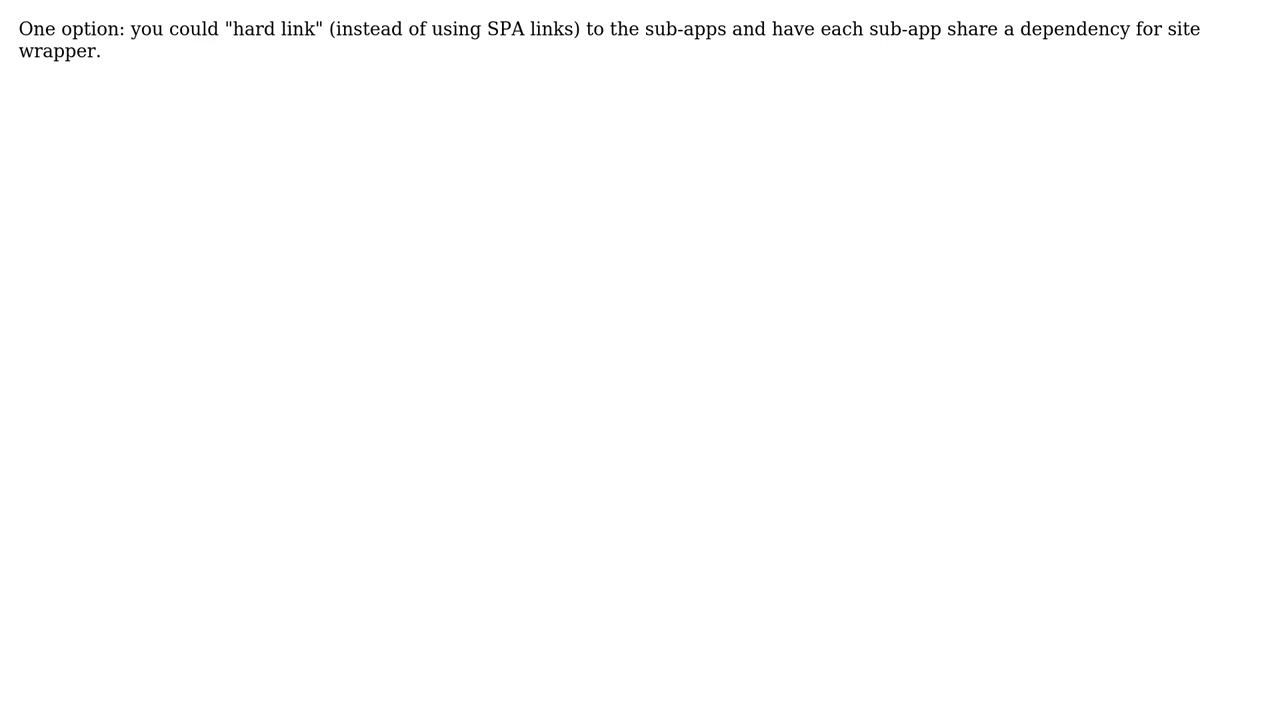 One option: you could "hard link" (instead of using SPA links) to the sub-apps and have each sub-app share a dependency for site
wrapper.